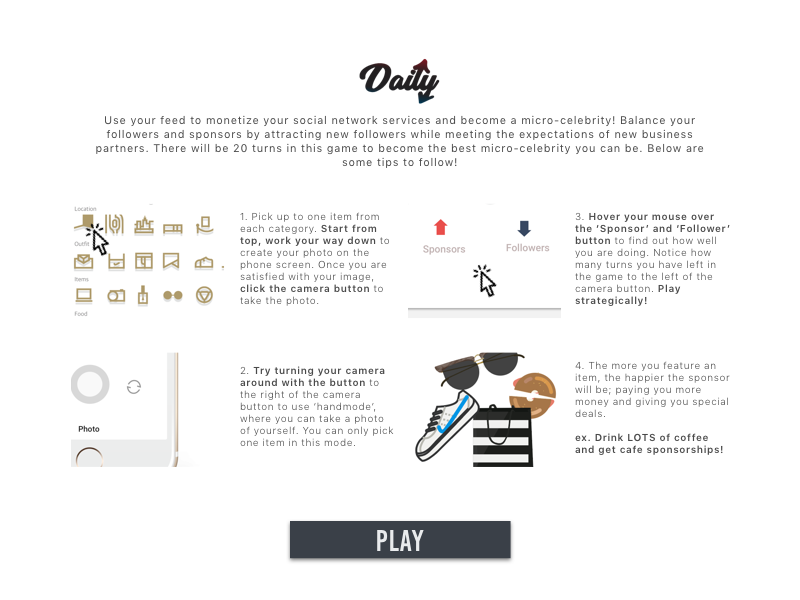 Daily
Use your feed to monetize your social network services and become a micro-celebrity! Balance your
followers and sponsors by attracting new followers while meeting the expectations of new business
partners. There will be 20 turns in this game to become the best micro-celebrity you can be. Below are
some tips to follow!
Location
Outfit
Items
Food
1. Pick up to one item from
each category. Start from
top, work your way down to
create your photo on the
phone screen. Once you are
satisfied with your image,
click the camera button to
take the photo.
Sponsors
Followers
3. Hover your mouse over
the ‘Sponsor’ and ‘Follower’
button to find out how well
you are doing. Notice how
many turns you have left in
the game to the left of the
camera button. Play
strategically!
Photo
2. Try turning your camera
around with the button to
the right of the camera
button to use ‘handmode’,
where you can take a photo
of yourself. You can only pick
one item in this mode.
4. The more you feature an
item, the happier the sponsor
will be; paying you more
money and giving you special
deals.
ex. Drink LOTS of coffee
and get cafe sponsorships!
PLAY